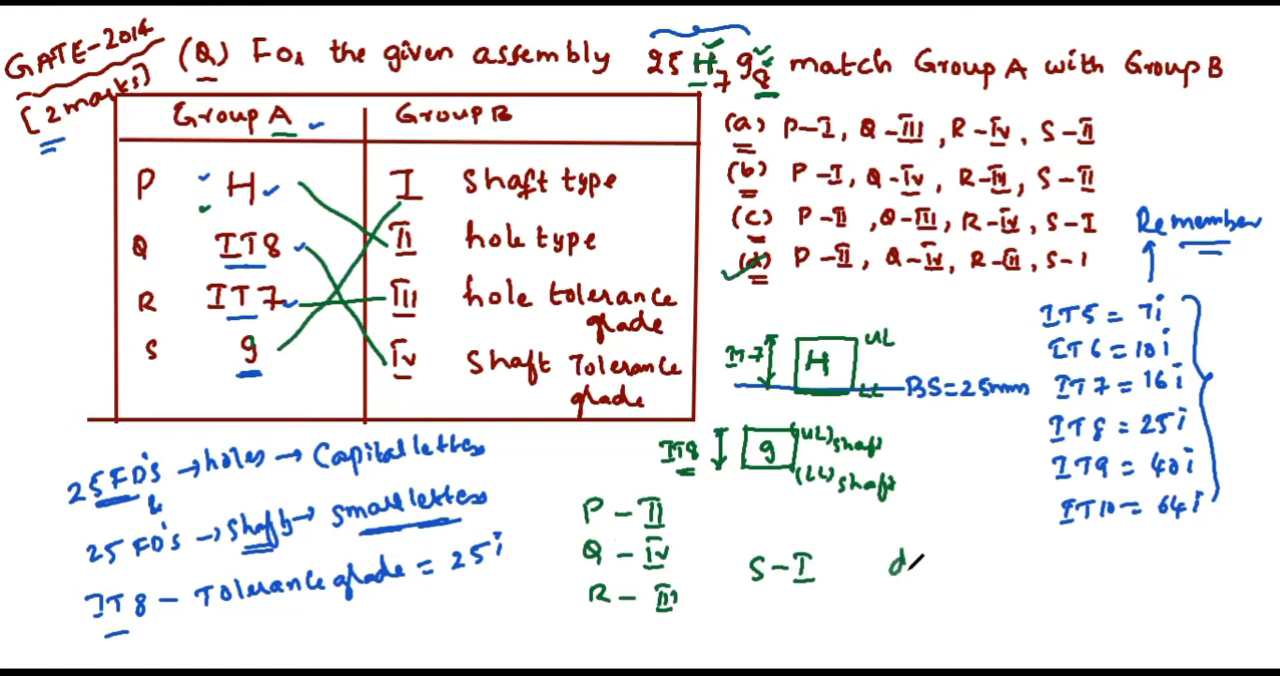 GATE-2014
[2 marks]
(Q) For the given assembly 25 H7 g8 match Group A with Group B
Group A Group B
P H I Shaft type
Q IT8 II hole type
R IT7 III hole tolerance grade
S g IV Shaft Tolerance grade
(a) P-I, Q-III, R-IV, S-II
(b) P-I, Q-IV, R-III, S-II
(c) P-II, Q-III, R-IV, S-I
(d) P-II, Q-IV, R-III, S-I
Remember
IT5 = 7i
IT6 = 10i
IT7 = 16i
IT8 = 25i
IT9 = 40i
IT10 = 64i
IT7 H UL
LL BS=25mm
IT8 g (UL)shaft
(LL)shaft
25 FD's → holes → Capital letters
&
25 FD's → shaft → small letters
IT8 - Tolerance grade = 25i
P - II
Q - IV
R - III
S - I
d